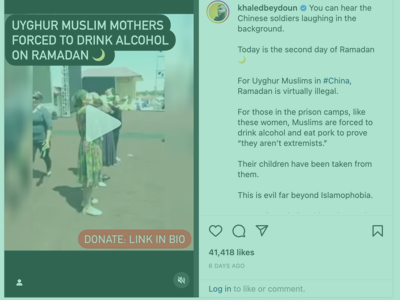 UYGHUR MUSLIM MOTHERS
FORCED TO DRINK ALCOHOL
ON RAMADAN 🌙
DONATE: LINK IN BIO
khaledbeydoun You can hear the
Chinese soldiers laughing in the
background.
Today is the second day of Ramadan
🌙
For Uyghur Muslims in #China,
Ramadan is virtually illegal.
For those in the prison camps, like
these women, Muslims are forced to
drink alcohol and eat pork to prove
“they aren’t extremists.”
Their children have been taken from
them.
This is evil far beyond Islamophobia.
41,418 likes
6 DAYS AGO
Log in to like or comment.